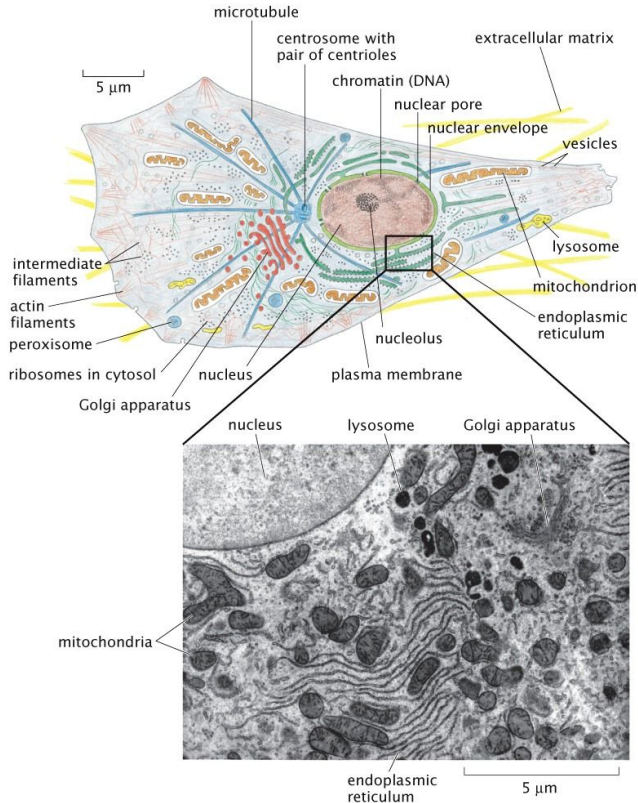 microtubule
centrosome with
pair of centrioles
extracellular matrix
5 μm
chromatin (DNA)
nuclear pore
nuclear envelope
vesicles
lysosome
intermediate
filaments
mitochondrion
actin
filaments
endoplasmic
reticulum
peroxisome
nucleolus
ribosomes in cytosol
nucleus
plasma membrane
Golgi apparatus
nucleus
lysosome
Golgi apparatus
mitochondria
endoplasmic
reticulum
5 μm